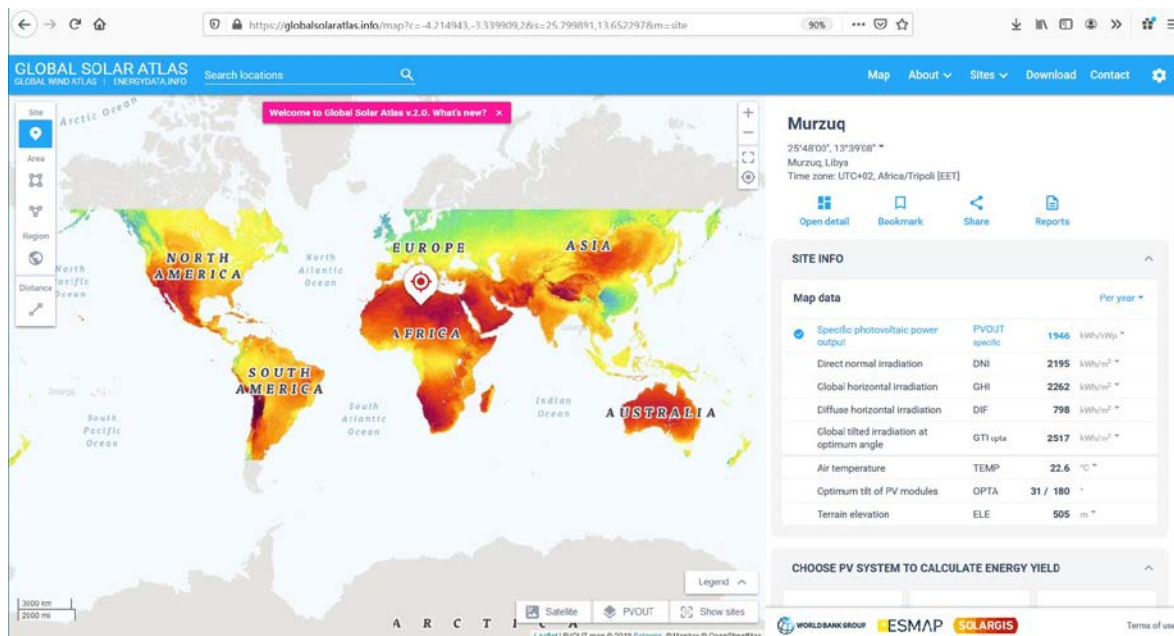 https://globalsolaratlas.info/map?c=-4.214943,-3.339909,2&s=25.799891,13.652297&m=site
90%
GLOBAL SOLAR ATLAS
GLOBAL WIND ATLAS | ENERGYDATA.INFO
Search locations
Map About Sites Download Contact
Welcome to Global Solar Atlas v.2.0. What's new? ×
Site
Area
Region
Distance
Arctic Ocean
NORTH
AMERICA
North
Atlantic
Ocean
EUROPE
ASIA
AFRICA
SOUTH
AMERICA
South
Atlantic
Ocean
Indian
Ocean
AUSTRALIA
North
Pacific
Ocean
South
Pacific
Ocean
ARCTICA
3000 km
2000 mi
Legend
Satellite PVOUT Show sites
Murzuq
25°48'00", 13°39'08"
Murzuq, Libya
Time zone: UTC+02, Africa/Tripoli [EET]
Open detail Bookmark Share Reports
SITE INFO
Map data Per year
Specific photovoltaic power output PVOUT specific 1946 kWh/kWp
Direct normal irradiation DNI 2195 kWh/m²
Global horizontal irradiation GHI 2262 kWh/m²
Diffuse horizontal irradiation DIF 798 kWh/m²
Global tilted irradiation at optimum angle GTI opta 2517 kWh/m²
Air temperature TEMP 22.6 °C
Optimum tilt of PV modules OPTA 31 / 180 °
Terrain elevation ELE 505 m
CHOOSE PV SYSTEM TO CALCULATE ENERGY YIELD
WORLD BANK GROUP ESMAP SOLARGIS Terms of use